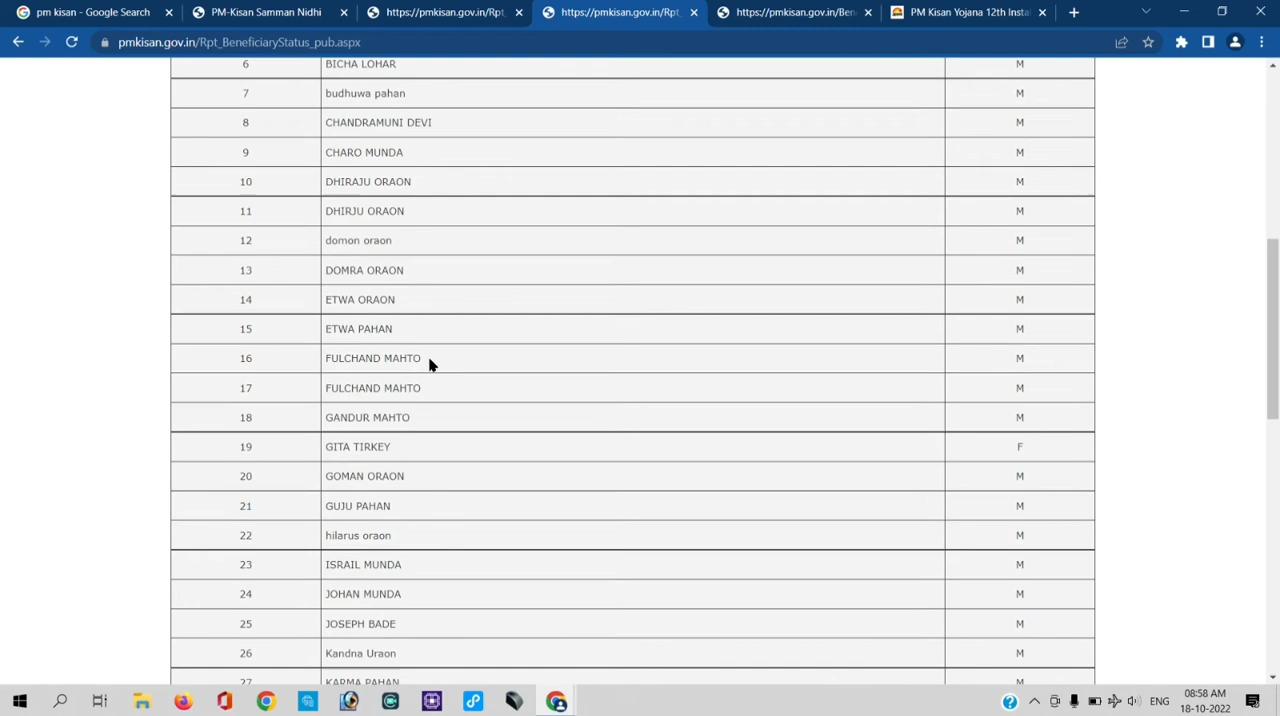 pm kisan - Google Search
PM-Kisan Samman Nidhi
https://pmkisan.gov.in/Rpt_
https://pmkisan.gov.in/Rpt_
https://pmkisan.gov.in/Ben
PM Kisan Yojana 12th Insta
pmkisan.gov.in/Rpt_BeneficiaryStatus_pub.aspx
6 BICHA LOHAR M
7 budhuwa pahan M
8 CHANDRAMUNI DEVI M
9 CHARO MUNDA M
10 DHIRAJU ORAON M
11 DHIRJU ORAON M
12 domon oraon M
13 DOMRA ORAON M
14 ETWA ORAON M
15 ETWA PAHAN M
16 FULCHAND MAHTO M
17 FULCHAND MAHTO M
18 GANDUR MAHTO M
19 GITA TIRKEY F
20 GOMAN ORAON M
21 GUJU PAHAN M
22 hilarus oraon M
23 ISRAIL MUNDA M
24 JOHAN MUNDA M
25 JOSEPH BADE M
26 Kandna Uraon M
27 KARMA PAHAN M
ENG
08:58 AM
18-10-2022